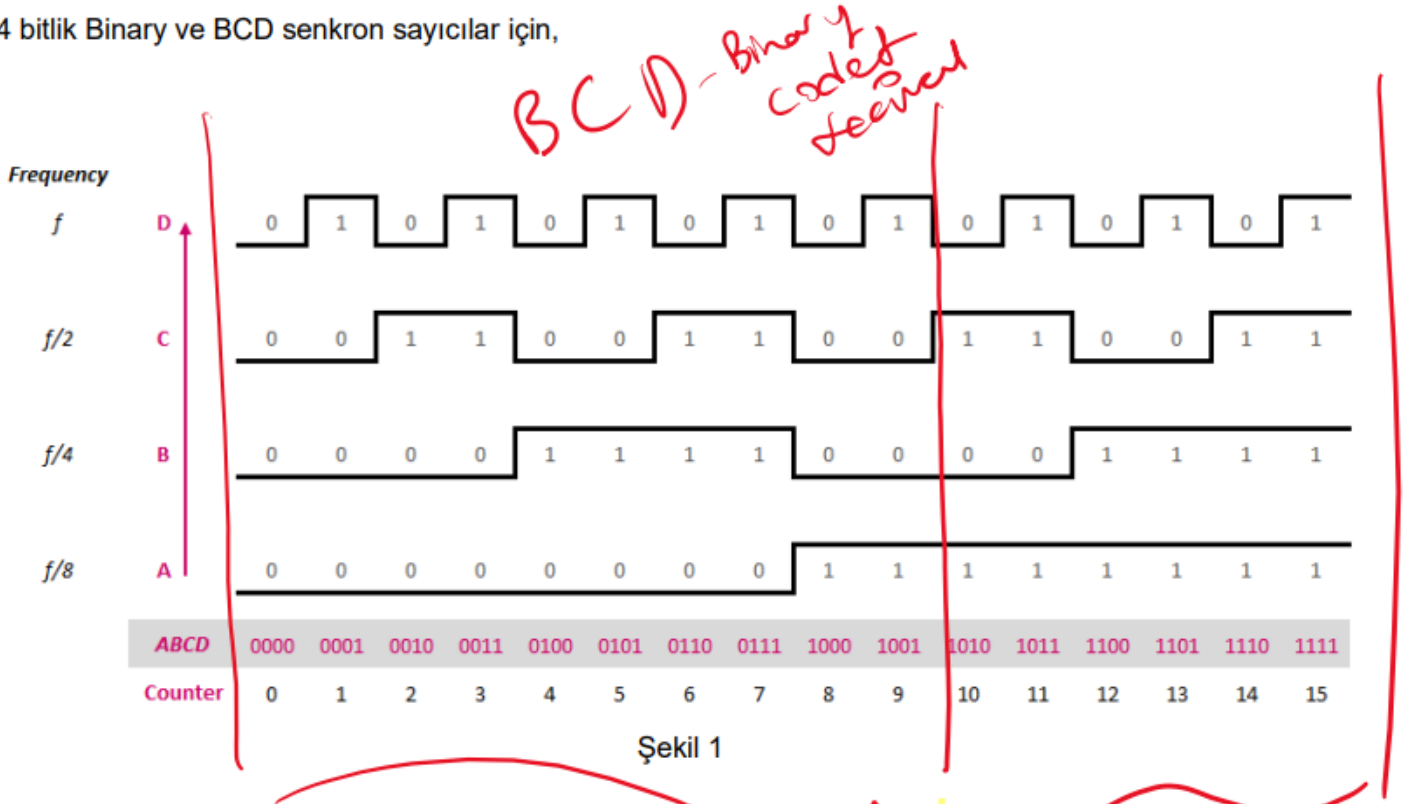 4 bitlik Binary ve BCD senkron sayıcılar için,
BCD - Binary
codet
Frequency
f D 0 1 0 1 0 1 0 1 0 1 0 1 0 1 0 1
f/2 C 0 0 1 1 0 0 1 1 0 0 1 1 0 0 1 1
f/4 B 0 0 0 0 1 1 1 1 0 0 0 0 1 1 1 1
f/8 A 0 0 0 0 0 0 0 0 1 1 1 1 1 1 1 1
ABCD 0000 0001 0010 0011 0100 0101 0110 0111 1000 1001 1010 1011 1100 1101 1110 1111
Counter 0 1 2 3 4 5 6 7 8 9 10 11 12 13 14 15
Şekil 1